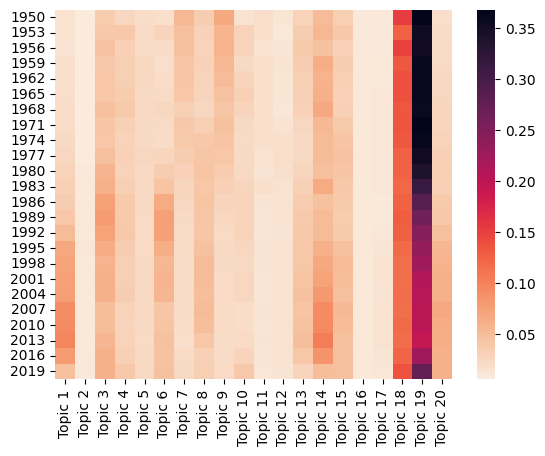 1950
1953
1956
1959
1962
1965
1968
1971
1974
1977
1980
1983
1986
1989
1992
1995
1998
2001
2004
2007
2010
2013
2016
2019
Topic 1
Topic 2
Topic 3
Topic 4
Topic 5
Topic 6
Topic 7
Topic 8
Topic 9
Topic 10
Topic 11
Topic 12
Topic 13
Topic 14
Topic 15
Topic 16
Topic 17
Topic 18
Topic 19
Topic 20
0.35
0.30
0.25
0.20
0.15
0.10
0.05